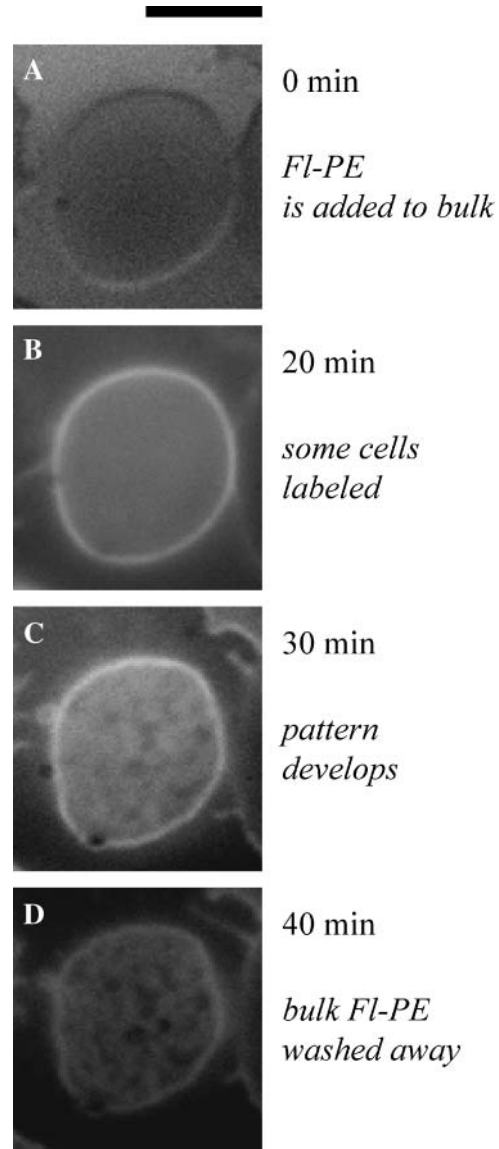 A
0 min
Fl-PE
is added to bulk
B
20 min
some cells
labeled
C
30 min
pattern
develops
D
40 min
bulk Fl-PE
washed away